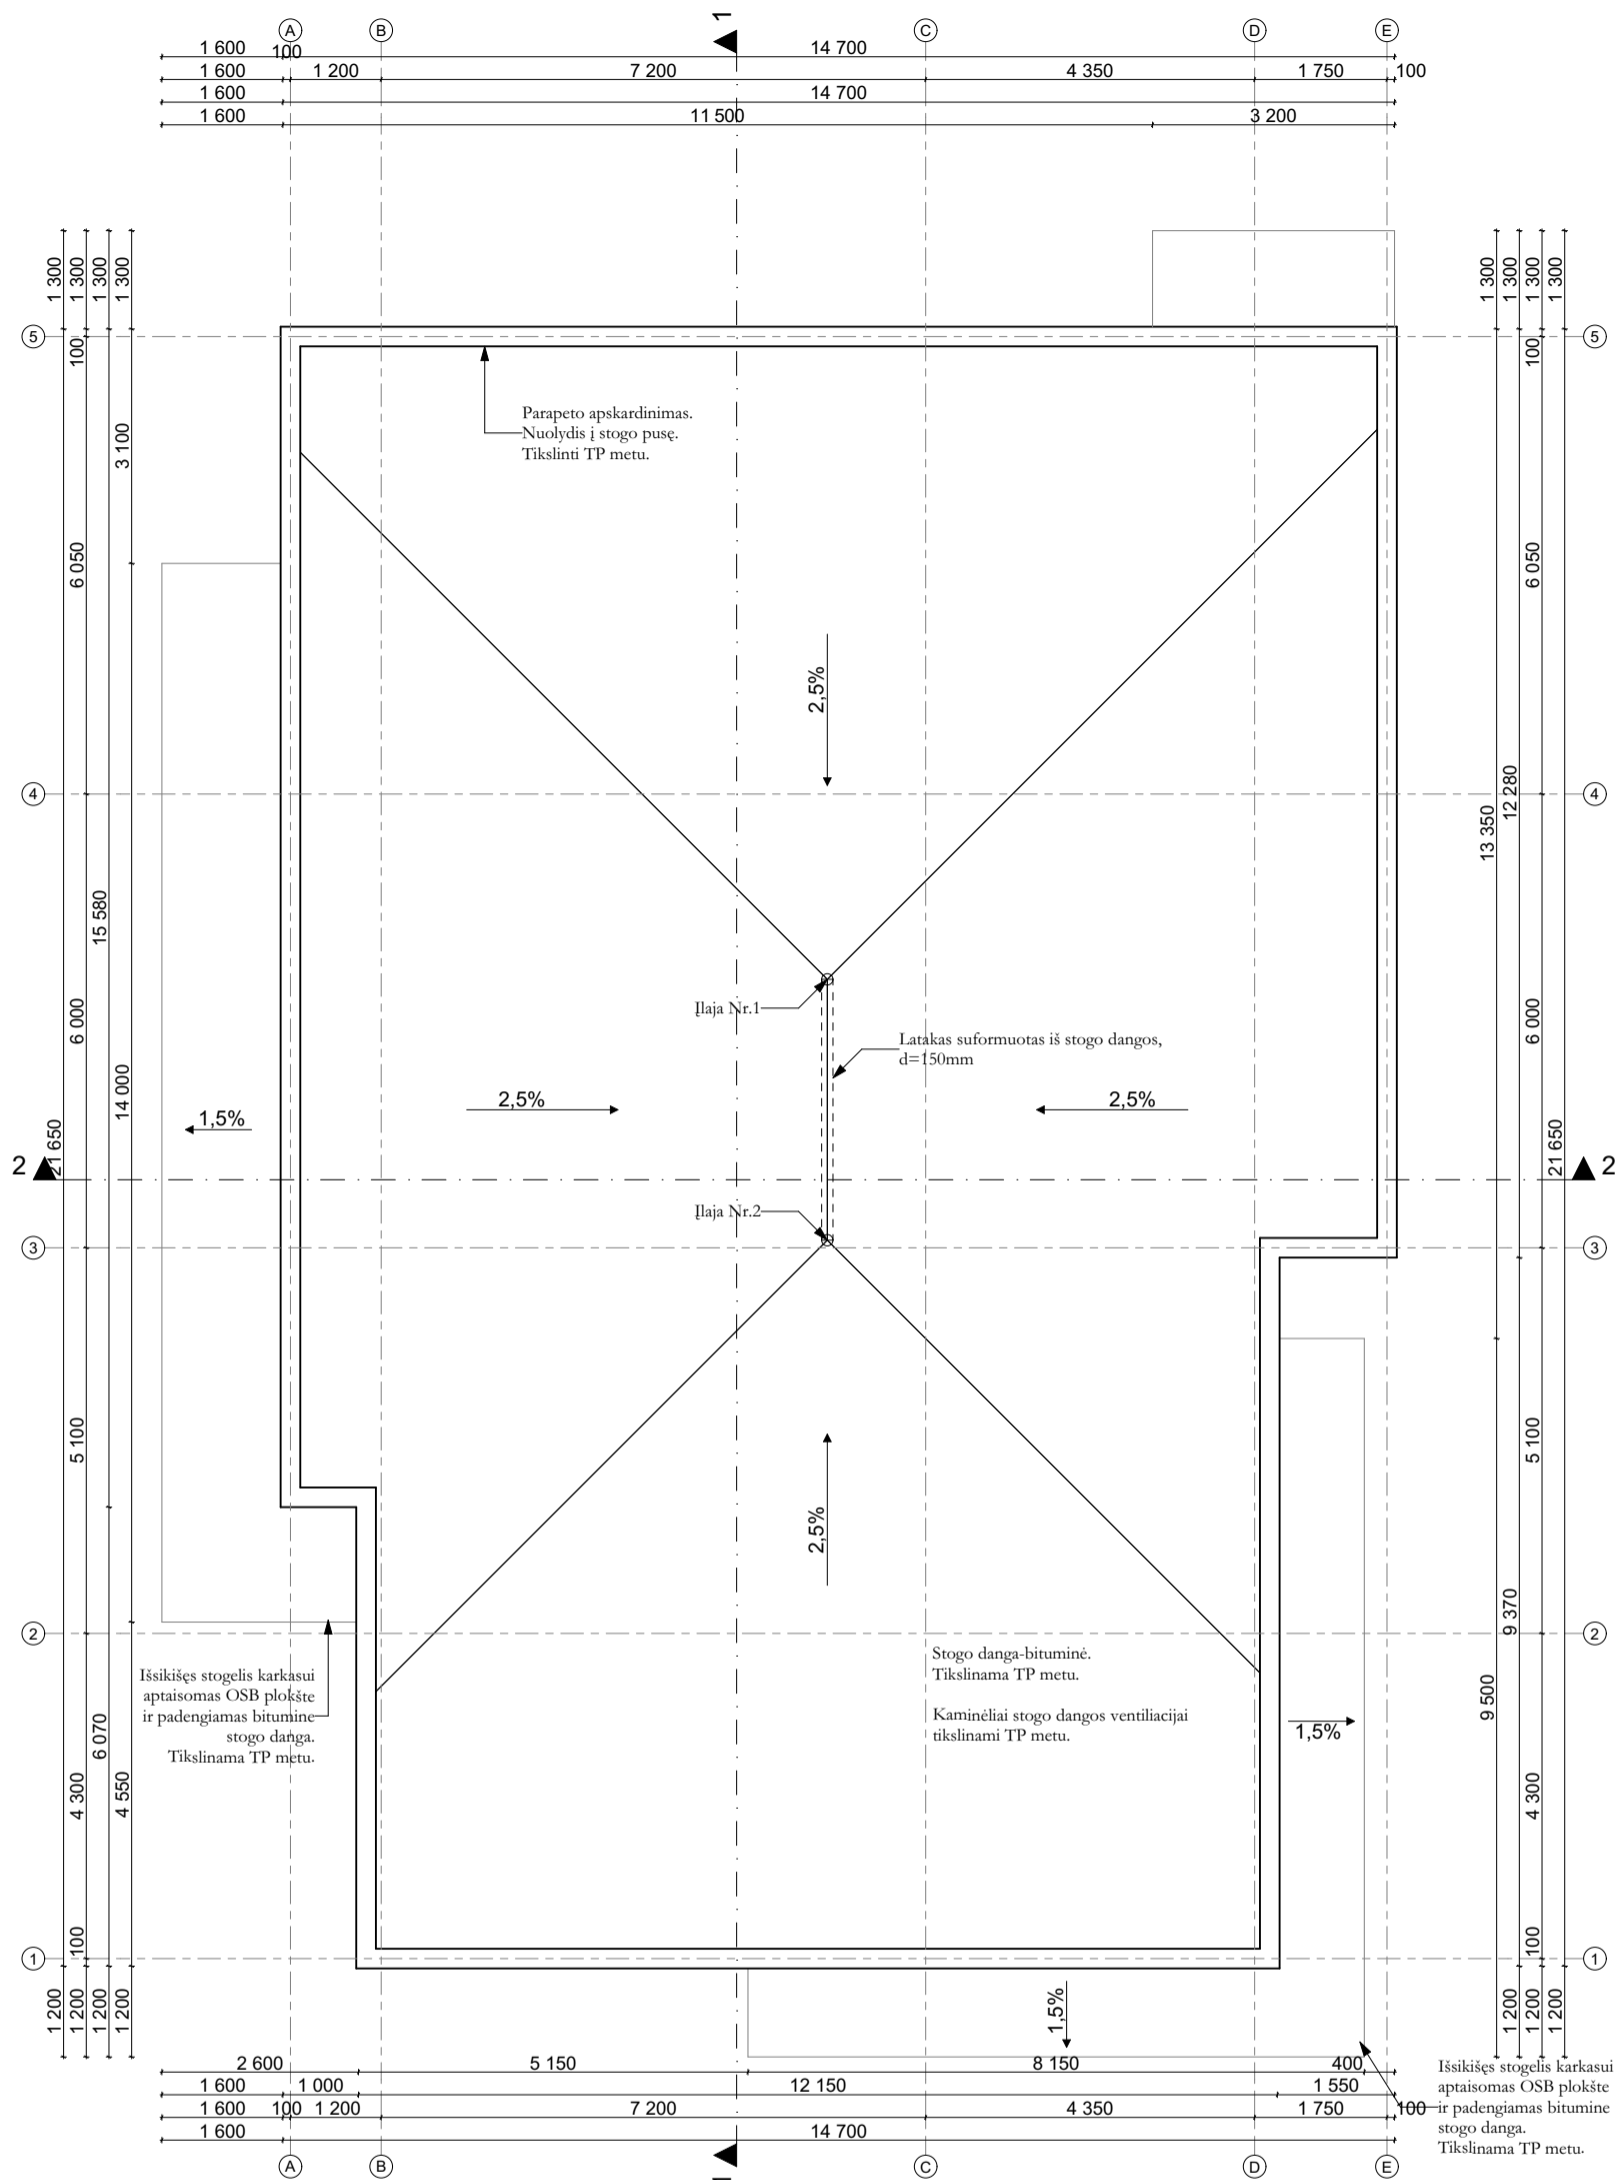 A B C D E
1
1 600 100 14 700
1 600 1 200 7 200 4 350 1 750 100
1 600 14 700
1 600 11 500 3 200
1 300 1 300 1 300 1 300
1 300 1 300 1 300 1 300
5 100 100 5
Parapeto apskardinimas.
Nuolydis į stogo pusę.
Tikslinti TP metu.
3 100
6 050 6 050
2,5%
4 4
12 280
13 350
15 580
Įlaja Nr.1
6 000 6 000
Latakas suformuotas iš stogo dangos,
d=150mm
14 000
1,5% 2,5% 2,5%
21 650 21 650
2 2
Įlaja Nr.2
3 3
5 100 5 100
2,5%
2 2
9 370
9 500
Stogo danga-bituminė.
Tikslinama TP metu.
Kaminėliai stogo dangos ventiliacijai
tikslinami TP metu.
Išsikišęs stogelis karkasui
aptaisomas OSB plokšte
ir padengiamas bitumine
stogo danga.
Tikslinama TP metu.
1,5%
6 070
4 300 4 550 4 300
1 100 100 1
1 200 1 200 1 200 1 200
1,5%
1 200 1 200 1 200
2 600 5 150 8 150 400
1 600 1 000 12 150 1 550
1 600 100 1 200 7 200 4 350 1 750 100
1 600 14 700
Išsikišęs stogelis karkasui
aptaisomas OSB plokšte
ir padengiamas bitumine
stogo danga.
Tikslinama TP metu.
A B C D E